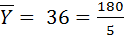 Y̅ = 36 = 180/5